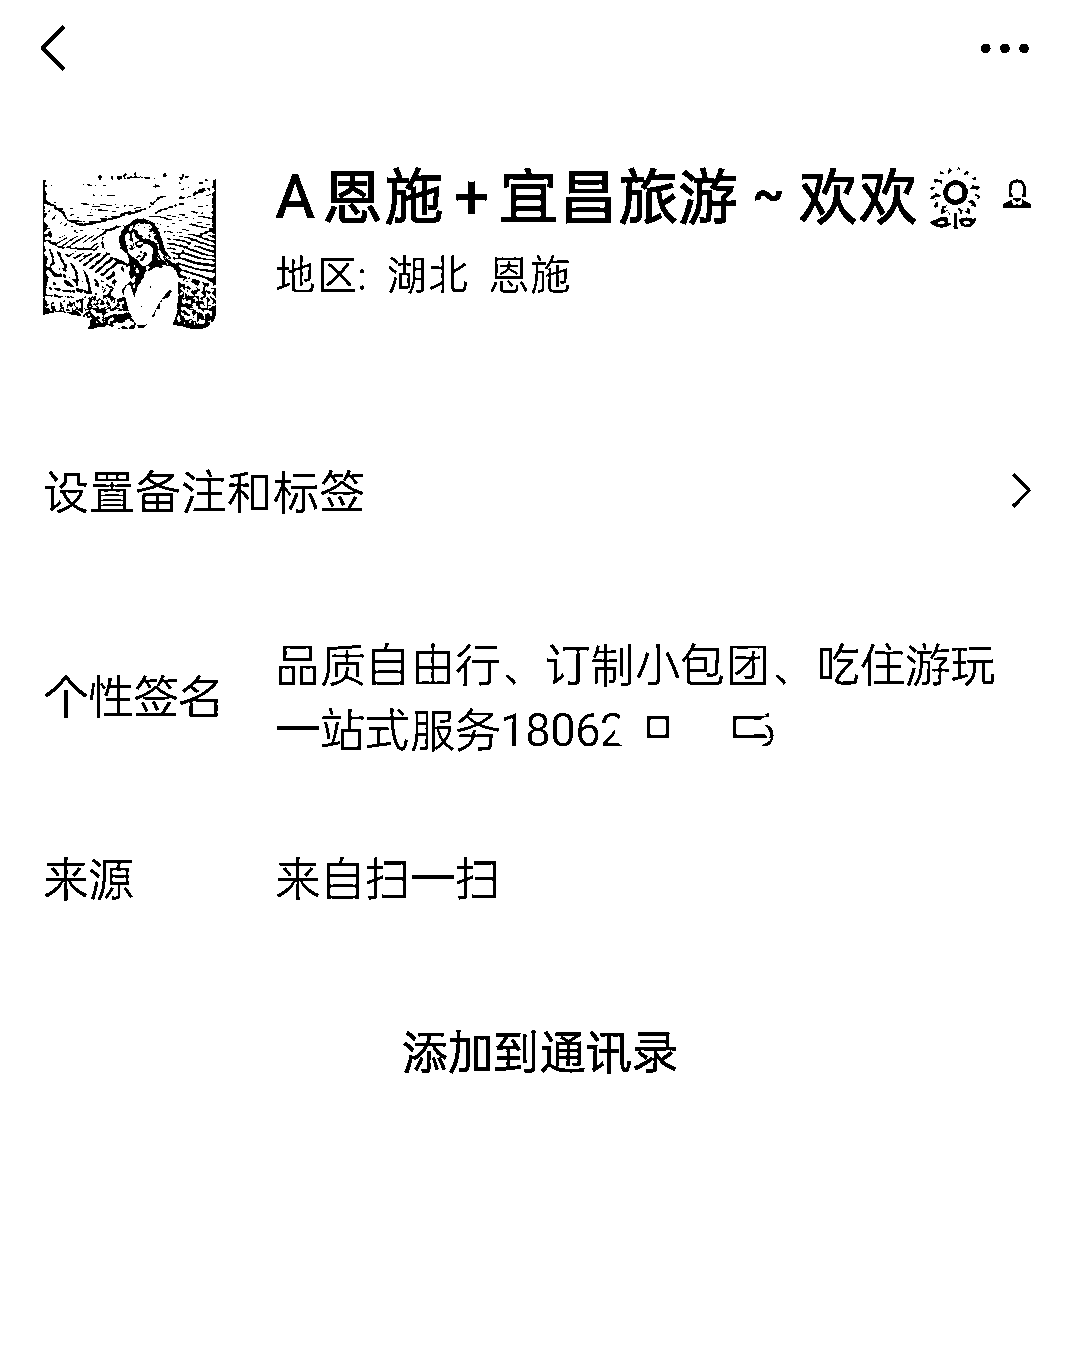 A恩施+宜昌旅游~欢欢🌻
地区: 湖北 恩施
设置备注和标签
个性签名
品质自由行、订制小包团、吃住游玩
一站式服务18062
来源
来自扫一扫
添加到通讯录